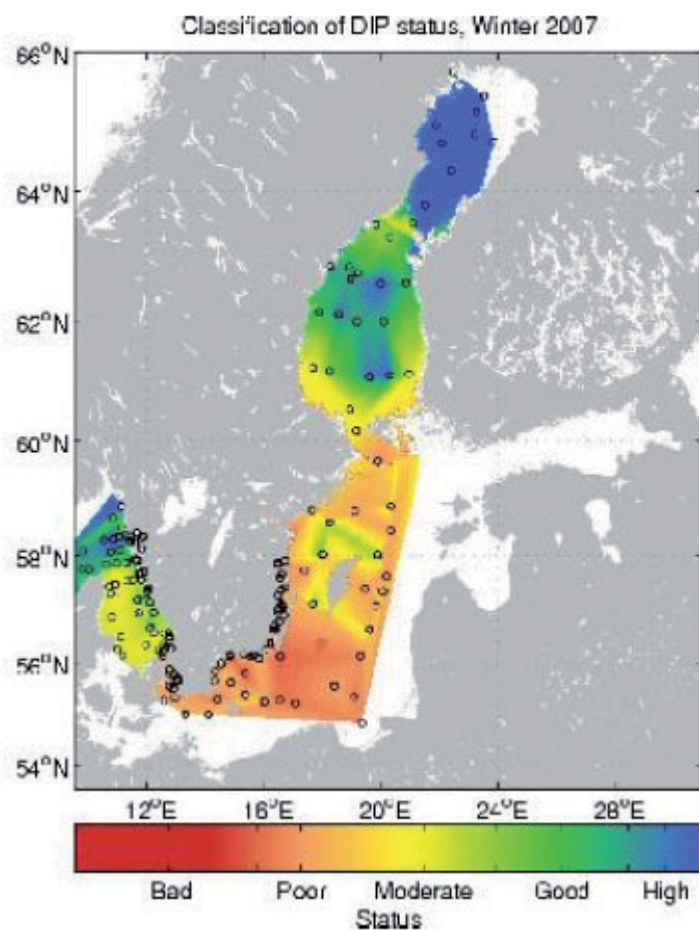 Classification of DIP status, Winter 2007
66°N
64°N
62°N
60°N
58°N
56°N
54°N
12°E 16°E 20°E 24°E 28°E
Bad Poor Moderate Good High
Status